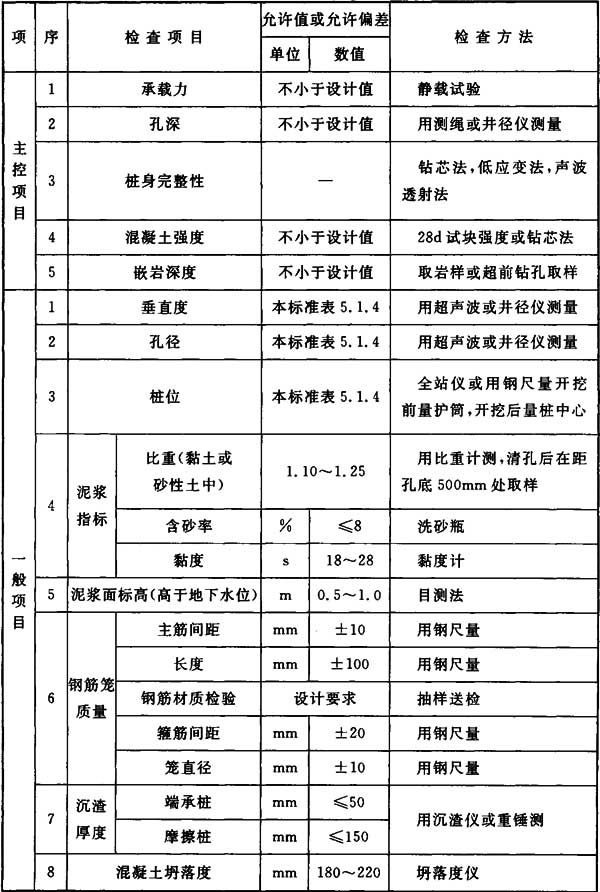 项 序 检查项目 允许值或允许偏差 检查方法
单位 数值
主控项目
1 承载力 不小于设计值 静载试验
2 孔深 不小于设计值 用测绳或井径仪测量
3 桩身完整性 — 钻芯法,低应变法,声波
透射法
4 混凝土强度 不小于设计值 28d试块强度或钻芯法
5 嵌岩深度 不小于设计值 取岩样或超前钻孔取样
一般项目
1 垂直度 本标准表5.1.4 用超声波或井径仪测量
2 孔径 本标准表5.1.4 用超声波或井径仪测量
3 桩位 本标准表5.1.4 全站仪或用钢尺量开挖
前量护筒,开挖后量桩中心
4 泥浆
指标
比重(黏土或
砂性土中) 1.10~1.25 用比重计测,清孔后在距
孔底500mm处取样
含砂率 % ≤8 洗砂瓶
黏度 s 18~28 黏度计
5 泥浆面标高(高于地下水位) m 0.5~1.0 目测法
6 钢筋笼
质量
主筋间距 mm ±10 用钢尺量
长度 mm ±100 用钢尺量
钢筋材质检验 设计要求 抽样送检
箍筋间距 mm ±20 用钢尺量
笼直径 mm ±10 用钢尺量
7 沉渣
厚度
端承桩 mm ≤50 用沉渣仪或重锤测
摩擦桩 mm ≤150
8 混凝土坍落度 mm 180~220 坍落度仪